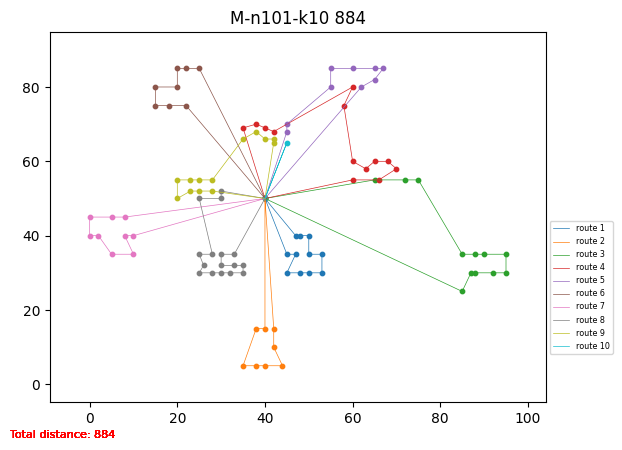 M-n101-k10 884
80
60
40
20
0
0 20 40 60 80 100
route 1
route 2
route 3
route 4
route 5
route 6
route 7
route 8
route 9
route 10
Total distance: 884